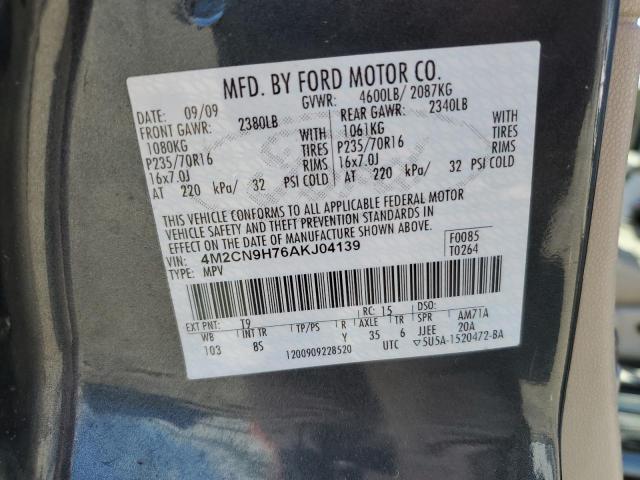 MFD. BY FORD MOTOR CO.
DATE: 09/09 GVWR: 4600LB/ 2087KG
FRONT GAWR: 2380LB REAR GAWR: 2340LB
1080KG WITH 1061KG WITH
P235/70R16 TIRES P235/70R16 TIRES
16x7.0J RIMS 16x7.0J RIMS
AT 220 kPa/ 32 PSI COLD AT 220 kPa/ 32 PSI COLD
THIS VEHICLE CONFORMS TO ALL APPLICABLE FEDERAL MOTOR
VEHICLE SAFETY AND THEFT PREVENTION STANDARDS IN
EFFECT ON THE DATE OF MANUFACTURE SHOWN ABOVE.
VIN: 4M2CN9H76AKJ04139 F0085
TYPE: MPV T0264
EXT PNT: T9 RC: 15 DSO:
WB INT TR TP/PS R AXLE TR SPR AM71A
103 8S Y 35 6 JJEE 20A
1200909228520 UTC ▽5U5A-1520472-BA